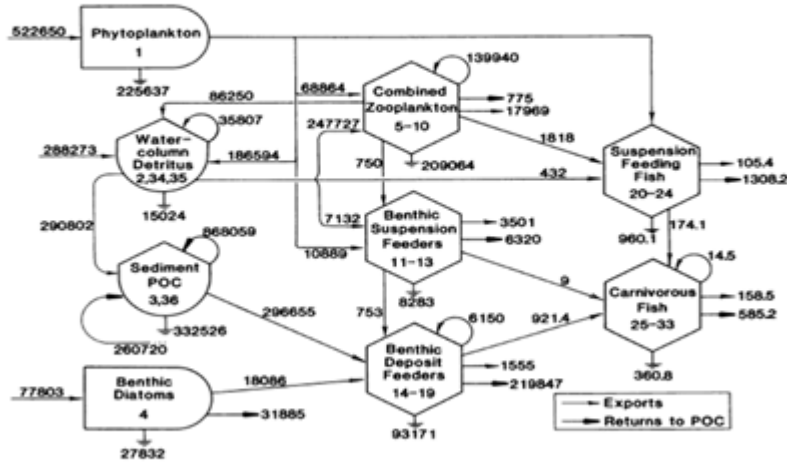 522650
Phytoplankton
1
225637
139940
68864
Combined
Zooplankton
5-10
775
17969
209064
86250
35807
288273
Water-
column
Detritus
2,34,35
15024
247727
186594
750
1818
432
Suspension
Feeding
Fish
20-24
105.4
1308.2
960.1
174.1
290802
868059
Sediment
POC
3,36
332526
260720
7132
10889
Benthic
Suspension
Feeders
11-13
3501
6320
8283
9
14.5
Carnivorous
Fish
25-33
158.5
585.2
360.8
296655
753
6150
921.4
Benthic
Deposit
Feeders
14-19
1555
219847
93171
77803
Benthic
Diatoms
4
18086
31885
27832
Exports
Returns to POC